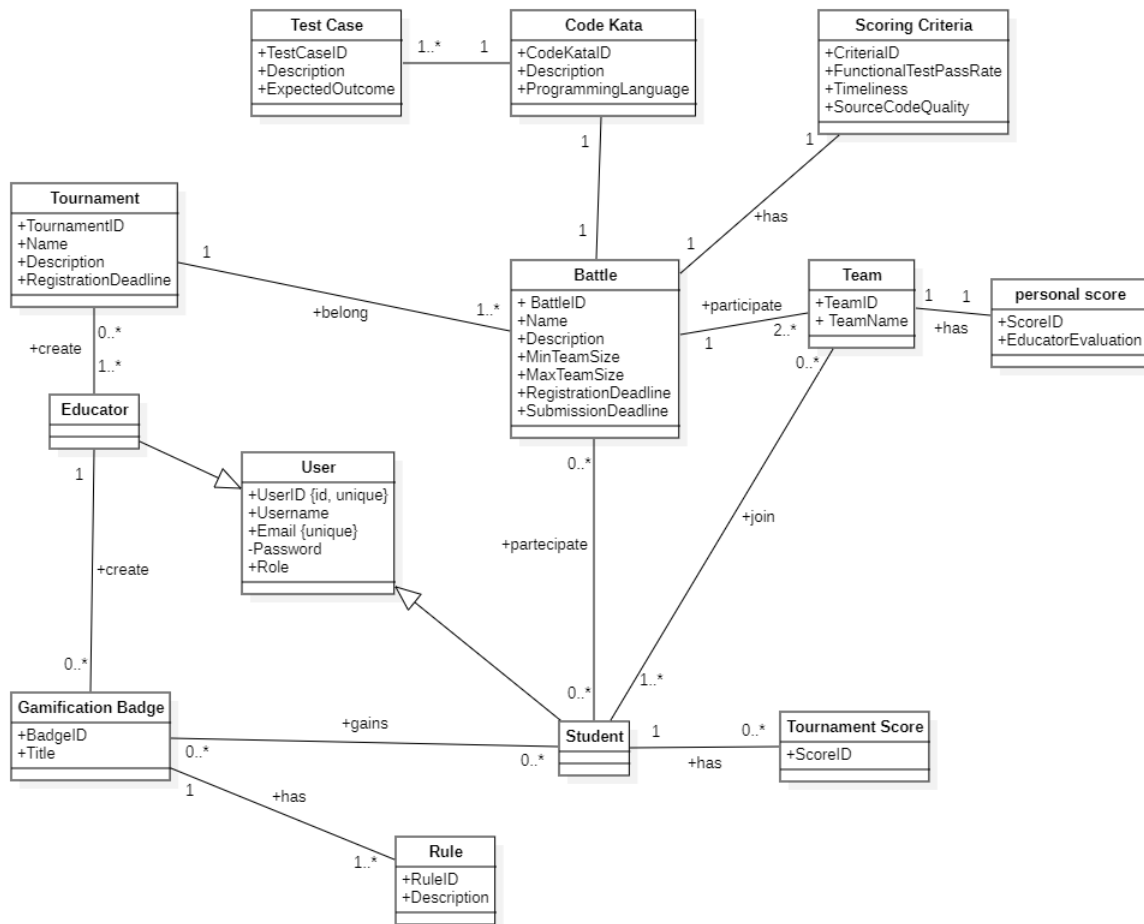 Test Case
+TestCaseID
+Description
+ExpectedOutcome
1..*
1
Code Kata
+CodeKataID
+Description
+ProgrammingLanguage
Scoring Criteria
+CriteriaID
+FunctionalTestPassRate
+Timeliness
+SourceCodeQuality
1
1
1
+has
1
Tournament
+TournamentID
+Name
+Description
+RegistrationDeadline
1
+belong
1..*
Battle
+ BattleID
+Name
+Description
+MinTeamSize
+MaxTeamSize
+RegistrationDeadline
+SubmissionDeadline
+participate
1
2..*
Team
+TeamID
+ TeamName
1
1
+has
personal score
+ScoreID
+EducatorEvaluation
0..*
+create
1..*
Educator
User
+UserID {id, unique}
+Username
+Email {unique}
-Password
+Role
0..*
+partecipate
0..*
0..*
+join
1..*
1
+create
0..*
Gamification Badge
+BadgeID
+Title
+gains
0..*
0..*
Student
1
0..*
+has
Tournament Score
+ScoreID
1
+has
1..*
Rule
+RuleID
+Description